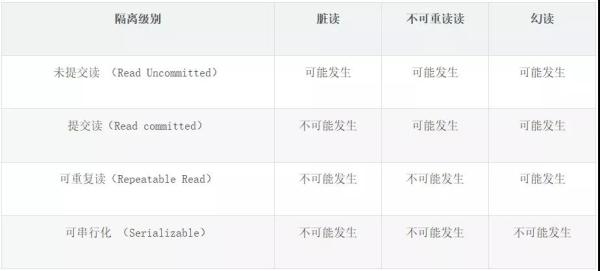 隔离级别 脏读 不可重读读 幻读
未提交读 （Read Uncommitted） 可能发生 可能发生 可能发生
提交读（Read committed） 不可能发生 可能发生 可能发生
可重复读（Repeatable Read） 不可能发生 不可能发生 可能发生
可串行化 （Serializable） 不可能发生 不可能发生 不可能发生